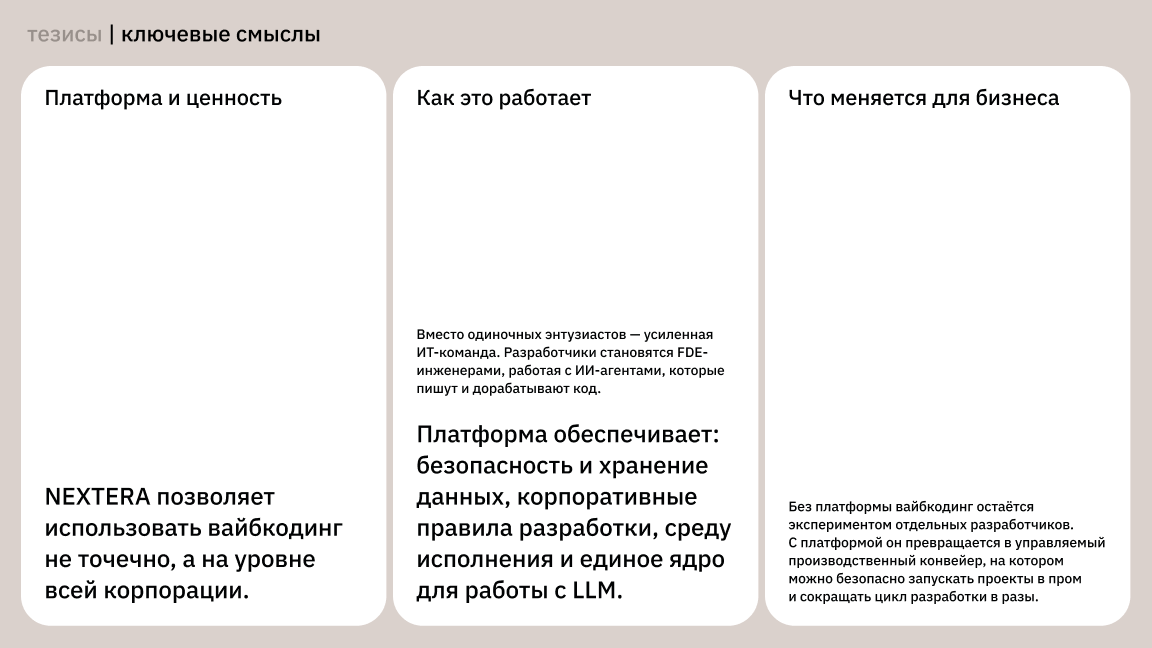 тезисы | ключевые смыслы
Платформа и ценность
NEXTERA позволяет
использовать вайбкодинг
не точечно, а на уровне
всей корпорации.
Как это работает
Вместо одиночных энтузиастов — усиленная
ИТ-команда. Разработчики становятся FDE-
инженерами, работая с ИИ-агентами, которые
пишут и дорабатывают код.
Платформа обеспечивает:
безопасность и хранение
данных, корпоративные
правила разработки, среду
исполнения и единое ядро
для работы с LLM.
Что меняется для бизнеса
Без платформы вайбкодинг остаётся
экспериментом отдельных разработчиков.
С платформой он превращается в управляемый
производственный конвейер, на котором
можно безопасно запускать проекты в пром
и сокращать цикл разработки в разы.